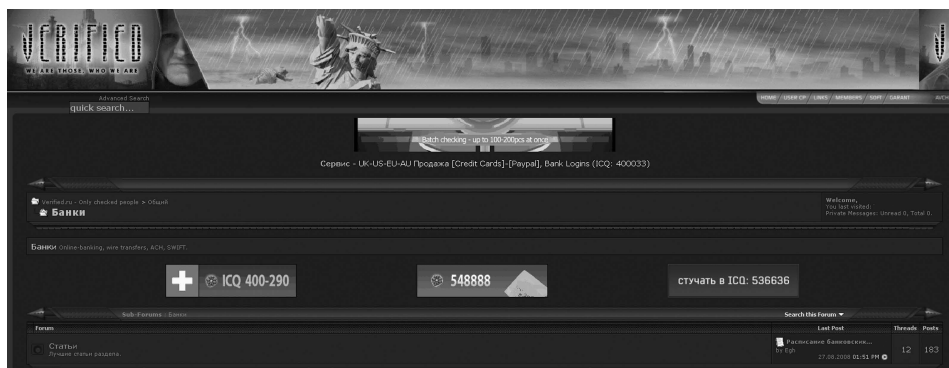 VERIFIED
WE ARE THOSE, WHO WE ARE
Advanced Search
quick search...
HOME / USER CP / LINKS / MEMBERS / SOFT / GARANT
Batch checking - up to 100-200pcs at once
Сервис - UK-US-EU-AU Продажа [Credit Cards]-[Paypal], Bank Logins (ICQ: 400033)
Verified.ru - Only checked people > Общий
Банки
Welcome,
You last visited:
Private Messages: Unread 0, Total 0.
Банки Online-banking, wire transfers, ACH, SWIFT.
ICQ 400-290
548888
стучать в ICQ: 536636
Sub-Forums : Банки
Search this Forum
Forum
Last Post
Threads
Posts
Статьи
Лучшие статьи раздела.
Расписание банковских...
by Egli
27.08.2008 01:51 PM
12
183